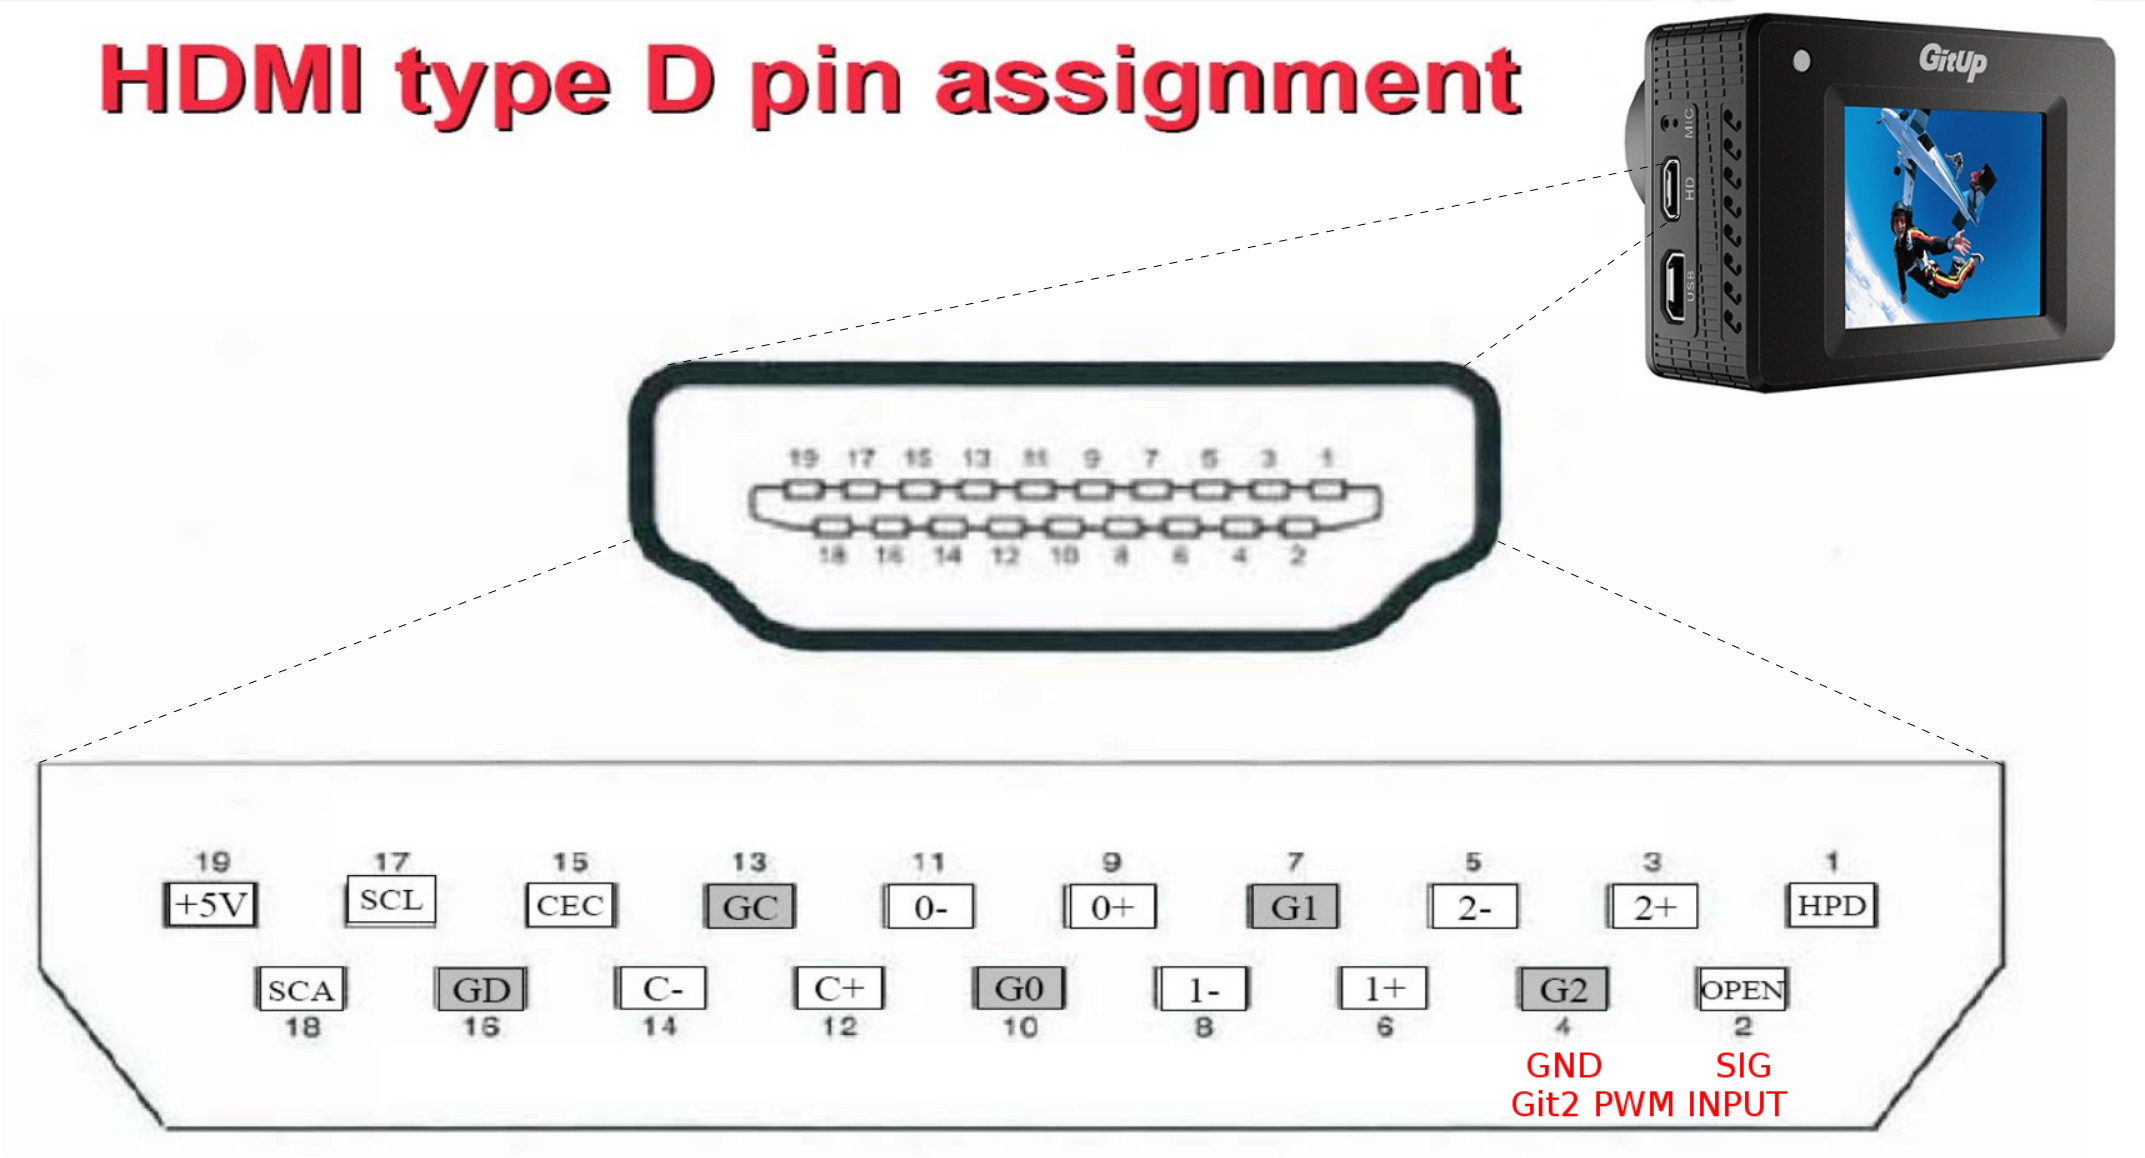 HDMI type D pin assignment
GitUp
MIC
HD
USB
19 17 15 13 11 9 7 5 3 1
18 16 14 12 10 8 6 4 2
19 17 15 13 11 9 7 5 3 1
+5V SCL CEC GC 0- 0+ G1 2- 2+ HPD
SCA GD C- C+ G0 1- 1+ G2 OPEN
18 16 14 12 10 8 6 4 2
GND SIG
Git2 PWM INPUT